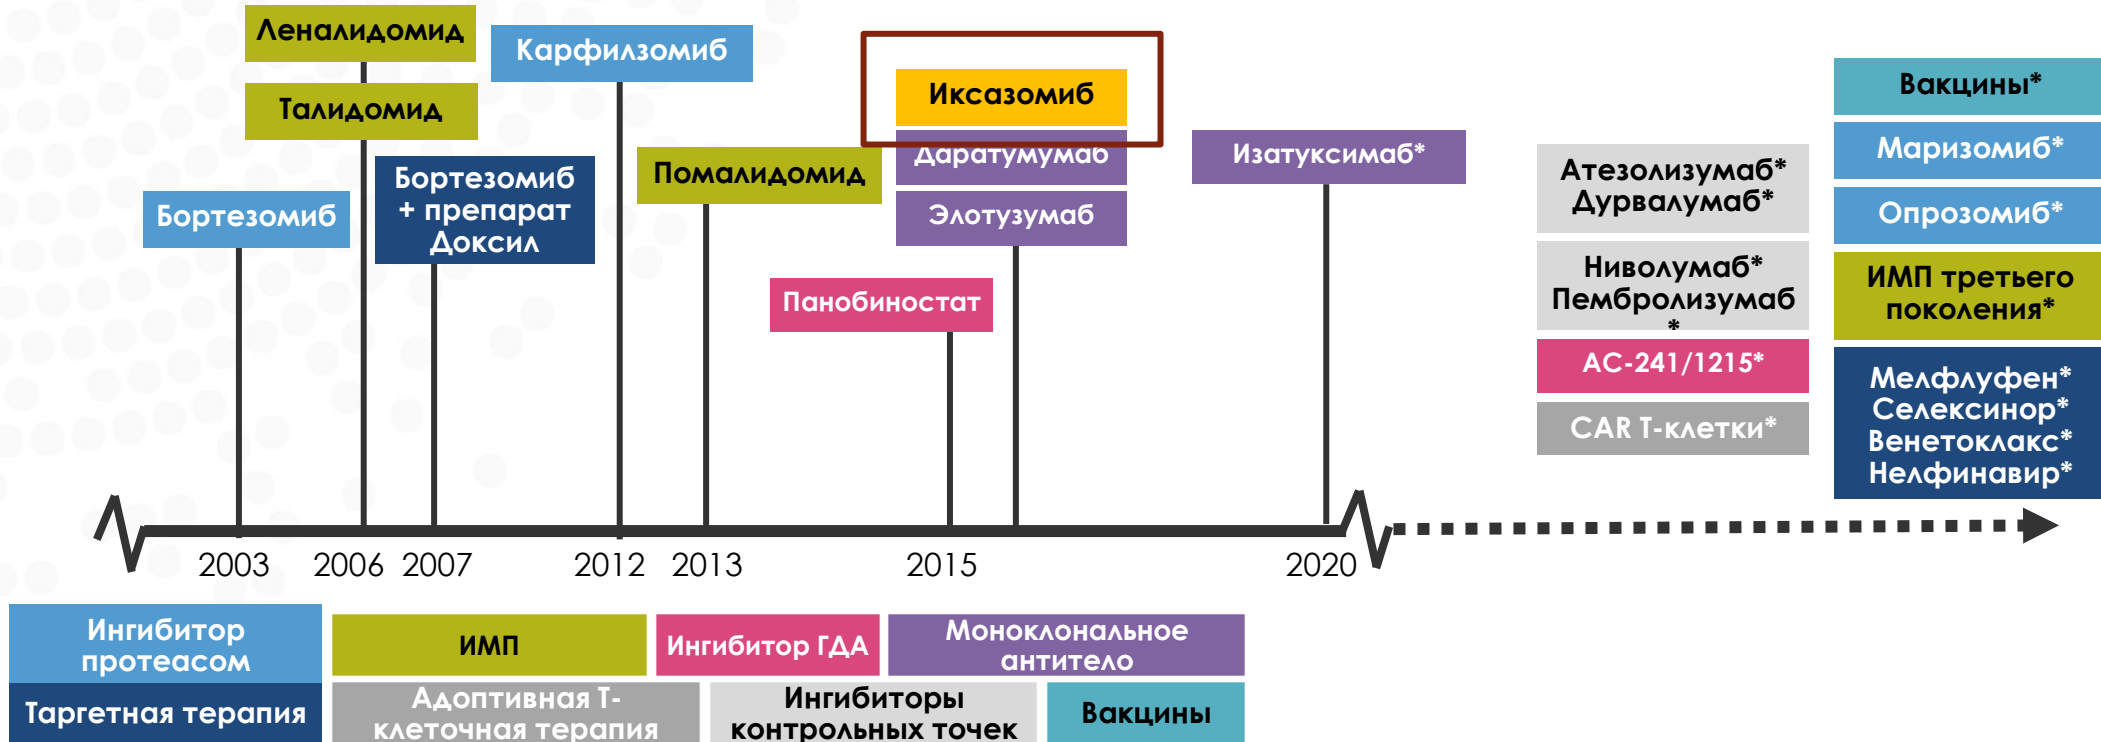 Леналидомид
Талидомид
Бортезомиб
Бортезомиб
+ препарат
Доксил
Карфилзомиб
Помалидомид
Панобиностат
Иксазомиб
Даратумумаб
Элотузумаб
Изатуксимаб*
Атезолизумаб*
Дурвалумаб*
Ниволумаб*
Пембролизумаб
*
АС-241/1215*
CAR Т-клетки*
Вакцины*
Маризомиб*
Опрозомиб*
ИМП третьего
поколения*
Мелфлуфен*
Селексинор*
Венетоклакс*
Нелфинавир*
2003
2006
2007
2012
2013
2015
2020
Ингибитор
протеасом
ИМП
Ингибитор ГДА
Моноклональное
антитело
Таргетная терапия
Адоптивная Т-
клеточная терапия
Ингибиторы
контрольных точек
Вакцины